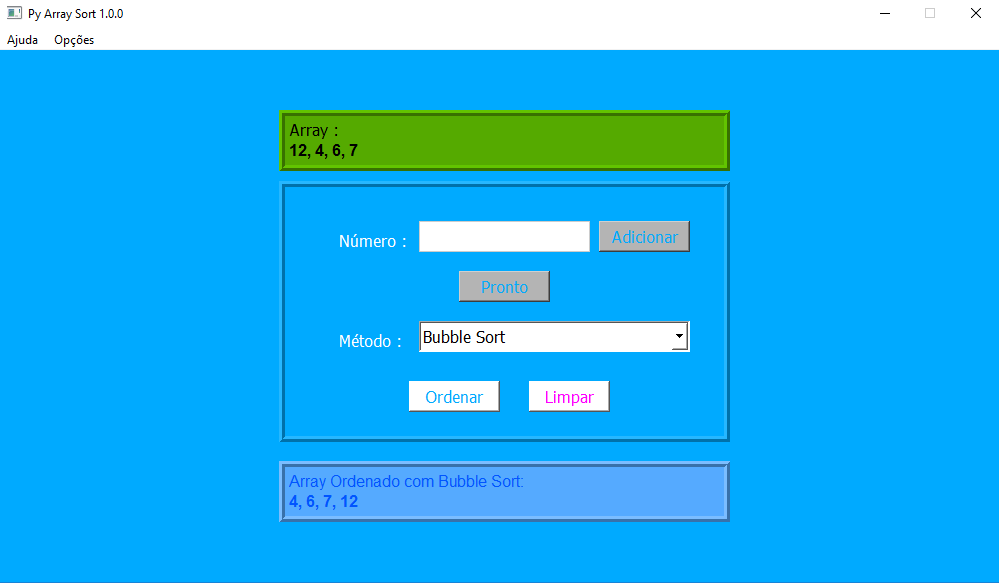 Py Array Sort 1.0.0
Ajuda Opções
Array :
12, 4, 6, 7
Número : Adicionar
Pronto
Método : Bubble Sort
Ordenar Limpar
Array Ordenado com Bubble Sort:
4, 6, 7, 12